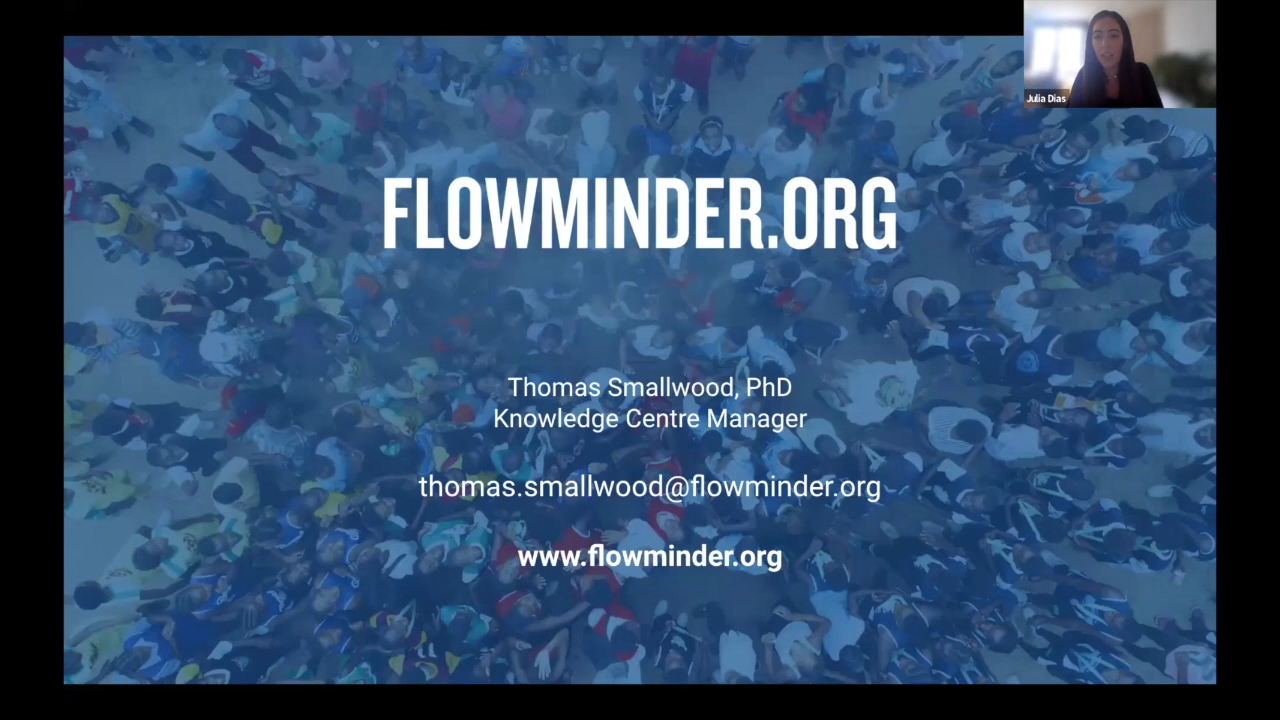 Julia Dias
FLOWMINDER.ORG
Thomas Smallwood, PhD
Knowledge Centre Manager
thomas.smallwood@flowminder.org
www.flowminder.org